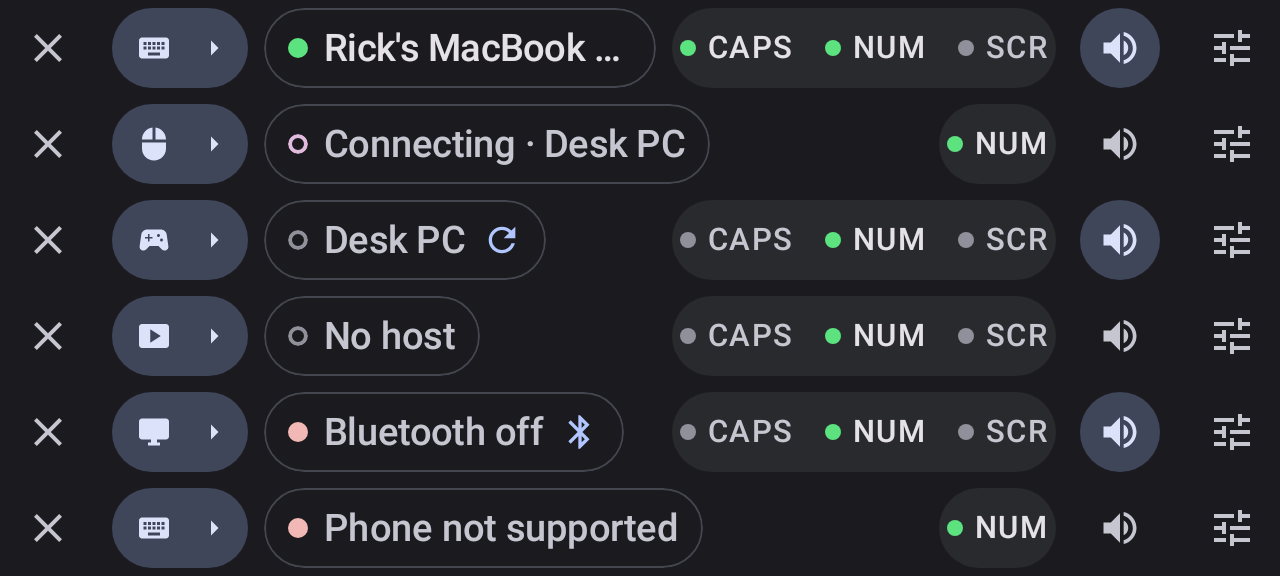 Rick's MacBook ... CAPS NUM SCR
Connecting · Desk PC NUM
Desk PC CAPS NUM SCR
No host CAPS NUM SCR
Bluetooth off CAPS NUM SCR
Phone not supported NUM